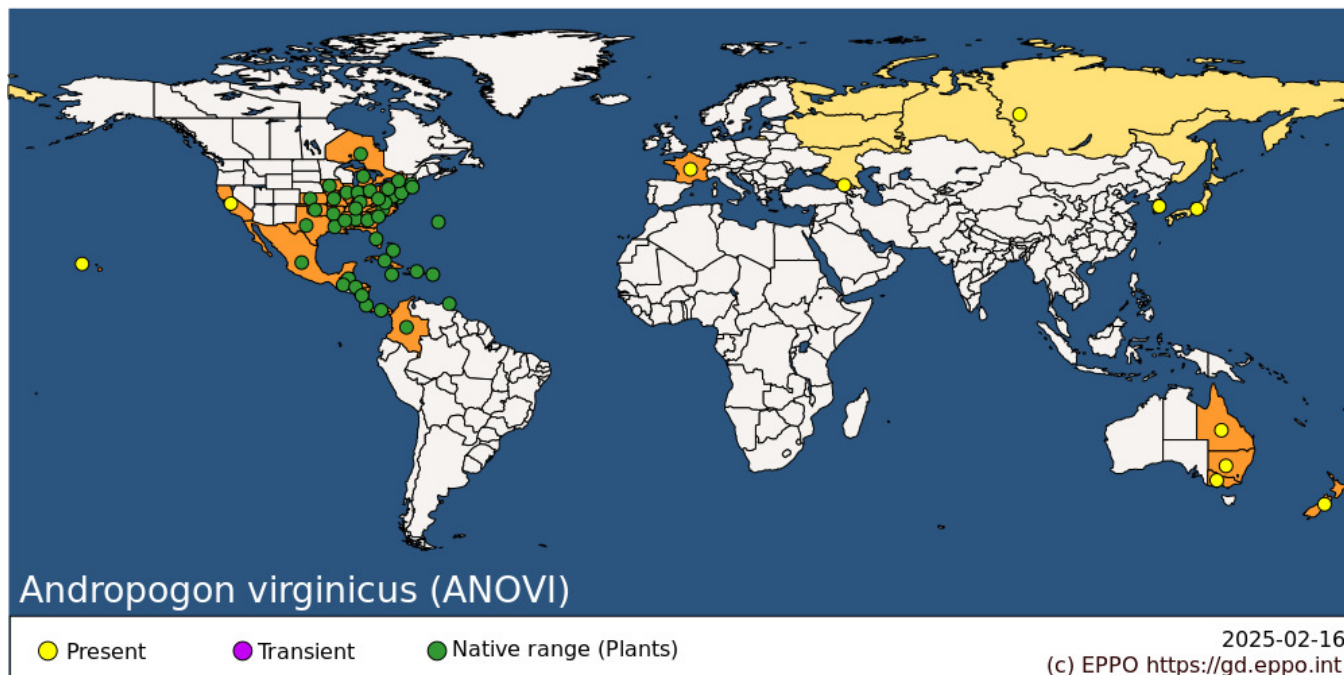 Andropogon virginicus (ANOVI)
Present
Transient
Native range (Plants)
2025-02-16
(c) EPPO https://gd.eppo.int